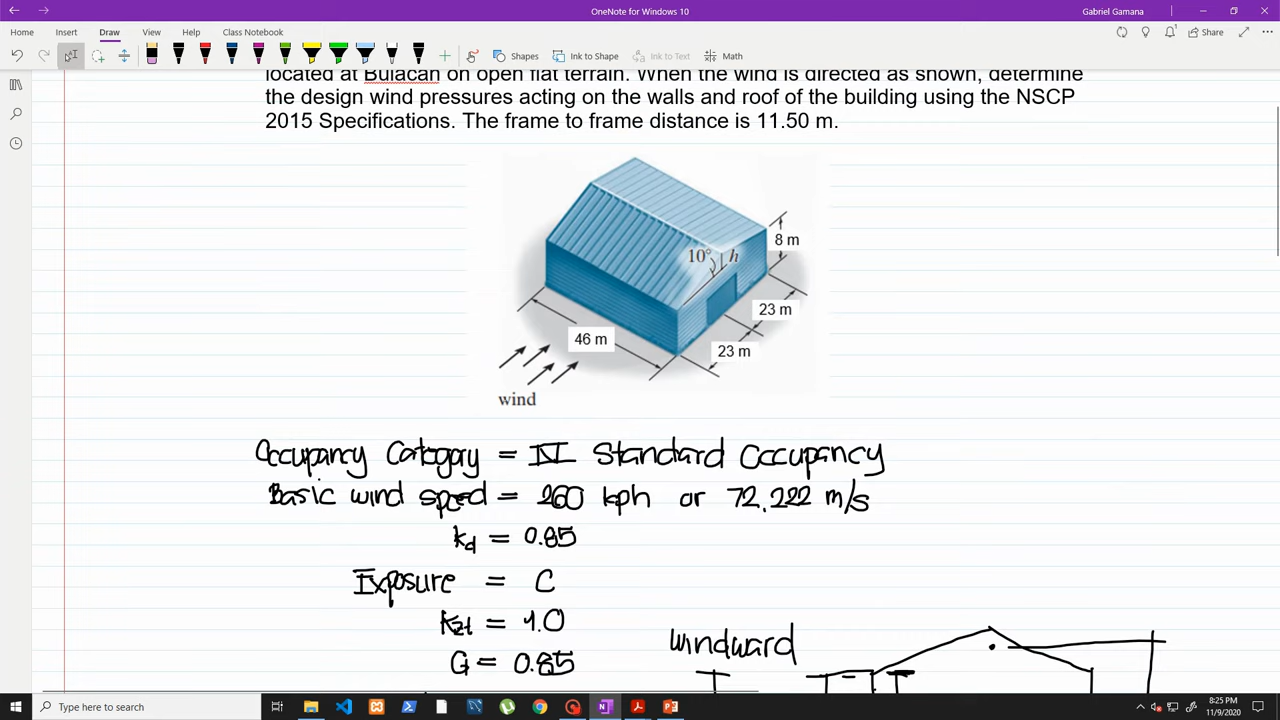 OneNote for Windows 10
Gabriel Gamana
Home Insert Draw View Help Class Notebook
Share
Shapes Ink to Shape Ink to Text Math
located at Bulacan on open flat terrain. When the wind is directed as shown, determine
the design wind pressures acting on the walls and roof of the building using the NSCP
2015 Specifications. The frame to frame distance is 11.50 m.
8 m
10° h
23 m
46 m
23 m
wind
Occupancy Category = IV Standard Occupancy
Basic wind speed = 260 kph or 72.222 m/s
kd = 0.85
Exposure = C
kzt = 1.0
Windward
G = 0.85
Type here to search
8:25 PM
11/9/2020